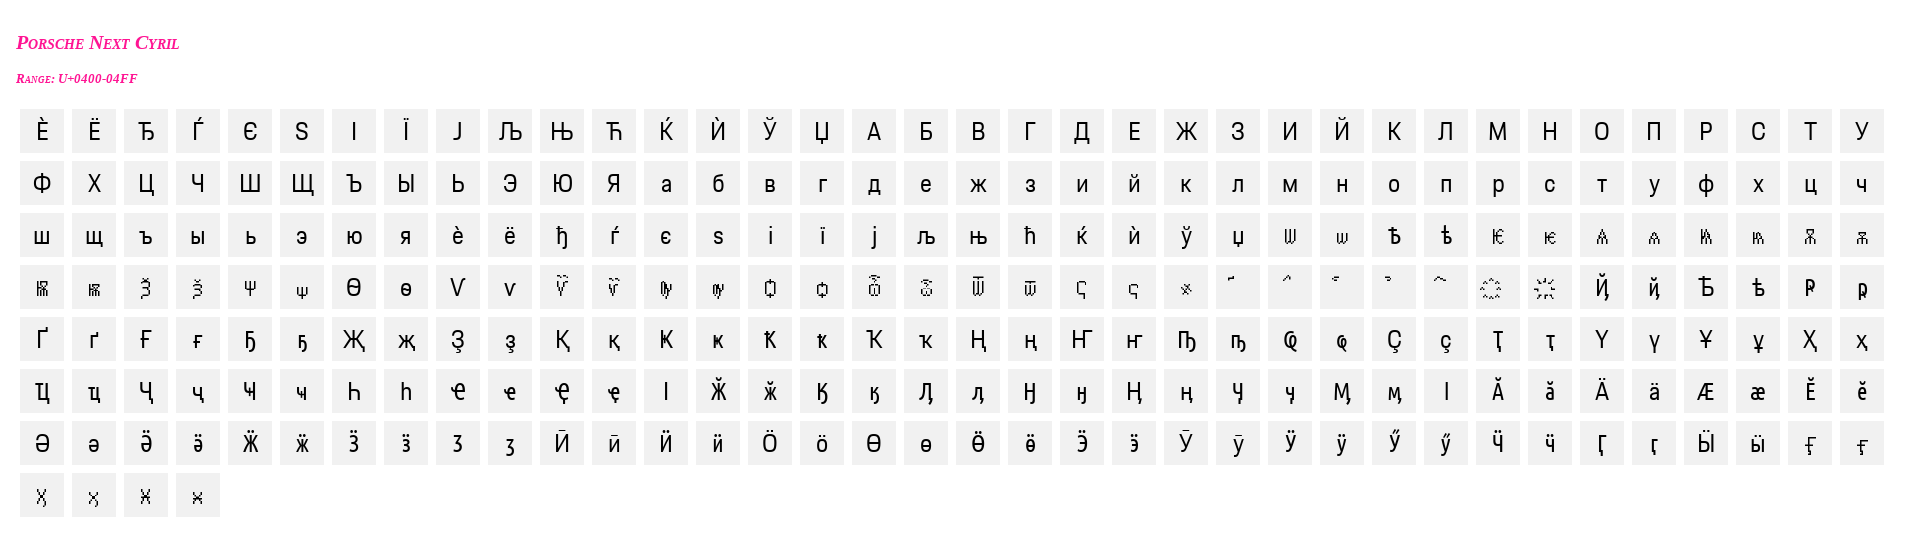 Porsche Next Cyril
Range: U+0400-04FF
Ѐ Ё Ђ Ѓ Є Ѕ І Ї Ј Љ Њ Ћ Ќ Ѝ Ў Џ А Б В Г Д Е Ж З И Й К Л М Н О П Р С Т У
Ф Х Ц Ч Ш Щ Ъ Ы Ь Э Ю Я а б в г д е ж з и й к л м н о п р с т у ф х ц ч
ш щ ъ ы ь э ю я ѐ ё ђ ѓ є ѕ і ї ј љ њ ћ ќ ѝ ў џ Ѡ ѡ Ѣ ѣ Ѥ ѥ Ѧ ѧ Ѩ ѩ Ѫ ѫ
Ѭ ѭ Ѯ ѯ Ѱ ѱ Ѳ ѳ Ѵ ѵ Ѷ ѷ Ѹ ѹ Ѻ ѻ Ѽ ѽ Ѿ ѿ Ҁ ҁ ҂ ҃ ҄ ҅ ҆ ҇ ҈ ҉ Ҋ ҋ Ҍ ҍ Ҏ ҏ
Ґ ґ Ғ ғ Ҕ ҕ Җ җ Ҙ ҙ Қ қ Ҝ ҝ Ҟ ҟ Ҡ ҡ Ң ң Ҥ ҥ Ҧ ҧ Ҩ ҩ Ҫ ҫ Ҭ ҭ Ү ү Ұ ұ Ҳ ҳ
Ҵ ҵ Ҷ ҷ Ҹ ҹ Һ һ Ҽ ҽ Ҿ ҿ Ӏ Ӂ ӂ Ӄ ӄ Ӆ ӆ Ӈ ӈ Ӊ ӊ Ӌ ӌ Ӎ ӎ ӏ Ӑ ӑ Ӓ ӓ Ӕ ӕ Ӗ ӗ
Ә ә Ӛ ӛ Ӝ ӝ Ӟ ӟ Ӡ ӡ Ӣ ӣ Ӥ ӥ Ӧ ӧ Ө ө Ӫ ӫ Ӭ ӭ Ӯ ӯ Ӱ ӱ Ӳ ӳ Ӵ ӵ Ӷ ӷ Ӹ ӹ Ӻ ӻ
Ӽ ӽ Ӿ ӿ